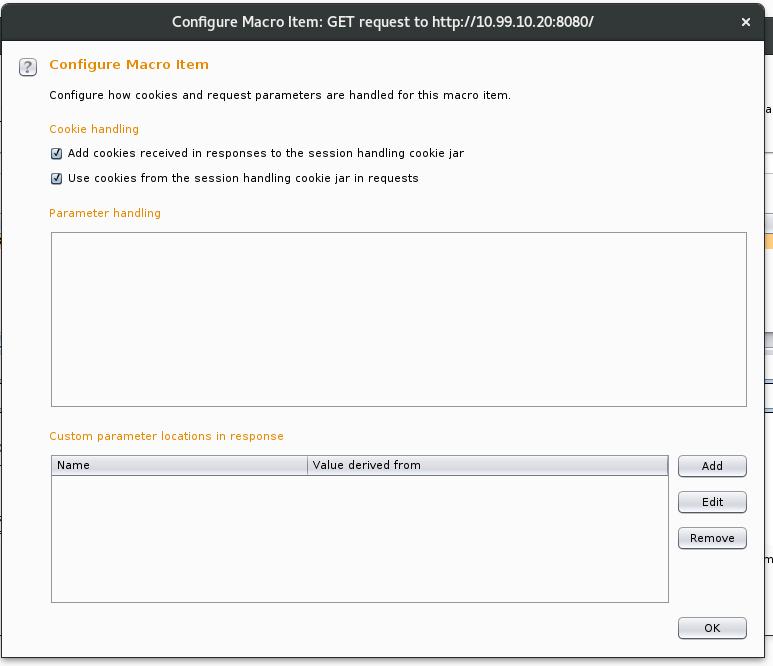 Configure Macro Item: GET request to http://10.99.10.20:8080/
×
?
Configure Macro Item
Configure how cookies and request parameters are handled for this macro item.
Cookie handling
Add cookies received in responses to the session handling cookie jar
Use cookies from the session handling cookie jar in requests
Parameter handling
Custom parameter locations in response
Name Value derived from
Add
Edit
Remove
OK